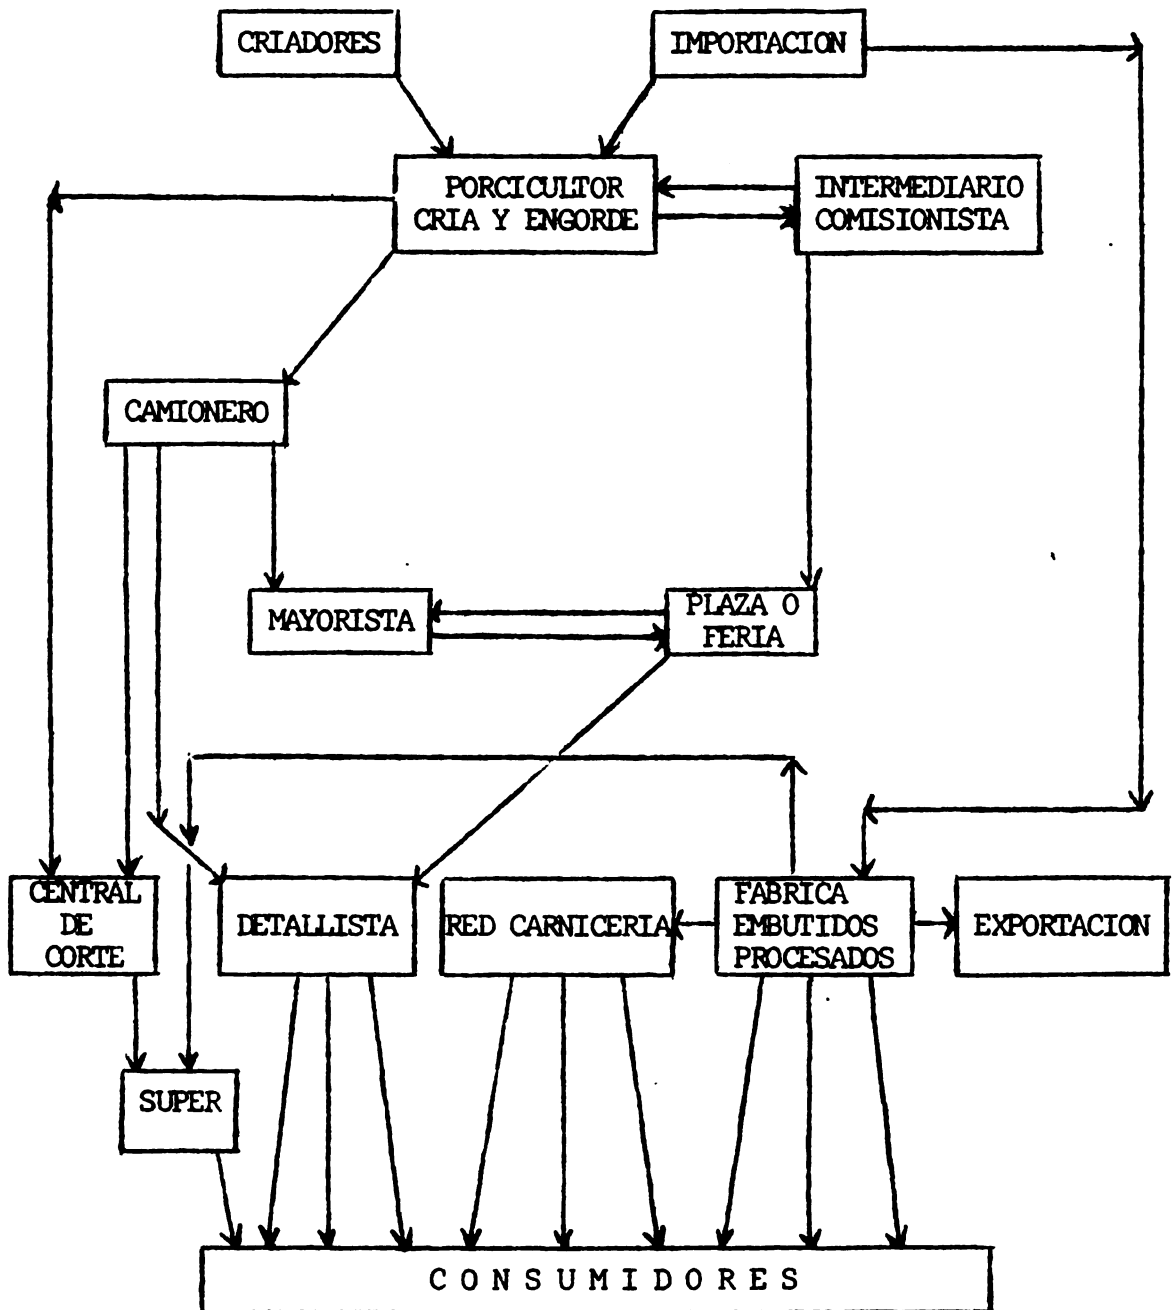 CRIADORES
IMPORTACION
PORCICULTOR
CRIA Y ENGORDE
INTERMEDIARIO
COMISIONISTA
CAMIONERO
MAYORISTA
PLAZA O
FERIA
CENTRAL
DE
CORTE
DETALLISTA
RED CARNICERIA
FABRICA
EMBUTIDOS
PROCESADOS
EXPORTACION
SUPER
CONSUMIDORES